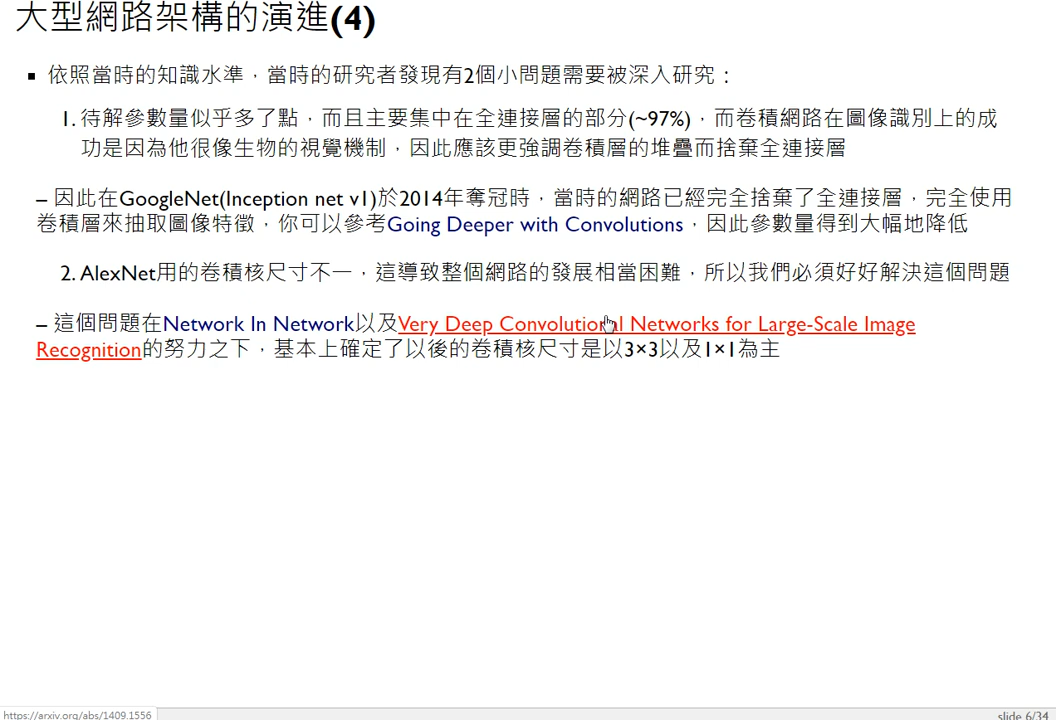 大型網路架構的演進(4)
▪ 依照當時的知識水準，當時的研究者發現有2個小問題需要被深入研究：
1. 待解參數量似乎多了點，而且主要集中在全連接層的部分(~97%)，而卷積網路在圖像識別上的成
功是因為他很像生物的視覺機制，因此應該更強調卷積層的堆疊而捨棄全連接層
– 因此在GoogleNet(Inception net v1)於2014年奪冠時，當時的網路已經完全捨棄了全連接層，完全使用
卷積層來抽取圖像特徵，你可以參考Going Deeper with Convolutions，因此參數量得到大幅地降低
2. AlexNet用的卷積核尺寸不一，這導致整個網路的發展相當困難，所以我們必須好好解決這個問題
– 這個問題在Network In Network以及Very Deep Convolutional Networks for Large-Scale Image
Recognition的努力之下，基本上確定了以後的卷積核尺寸是以3×3以及1×1為主
https://arxiv.org/abs/1409.1556
slide 6/34